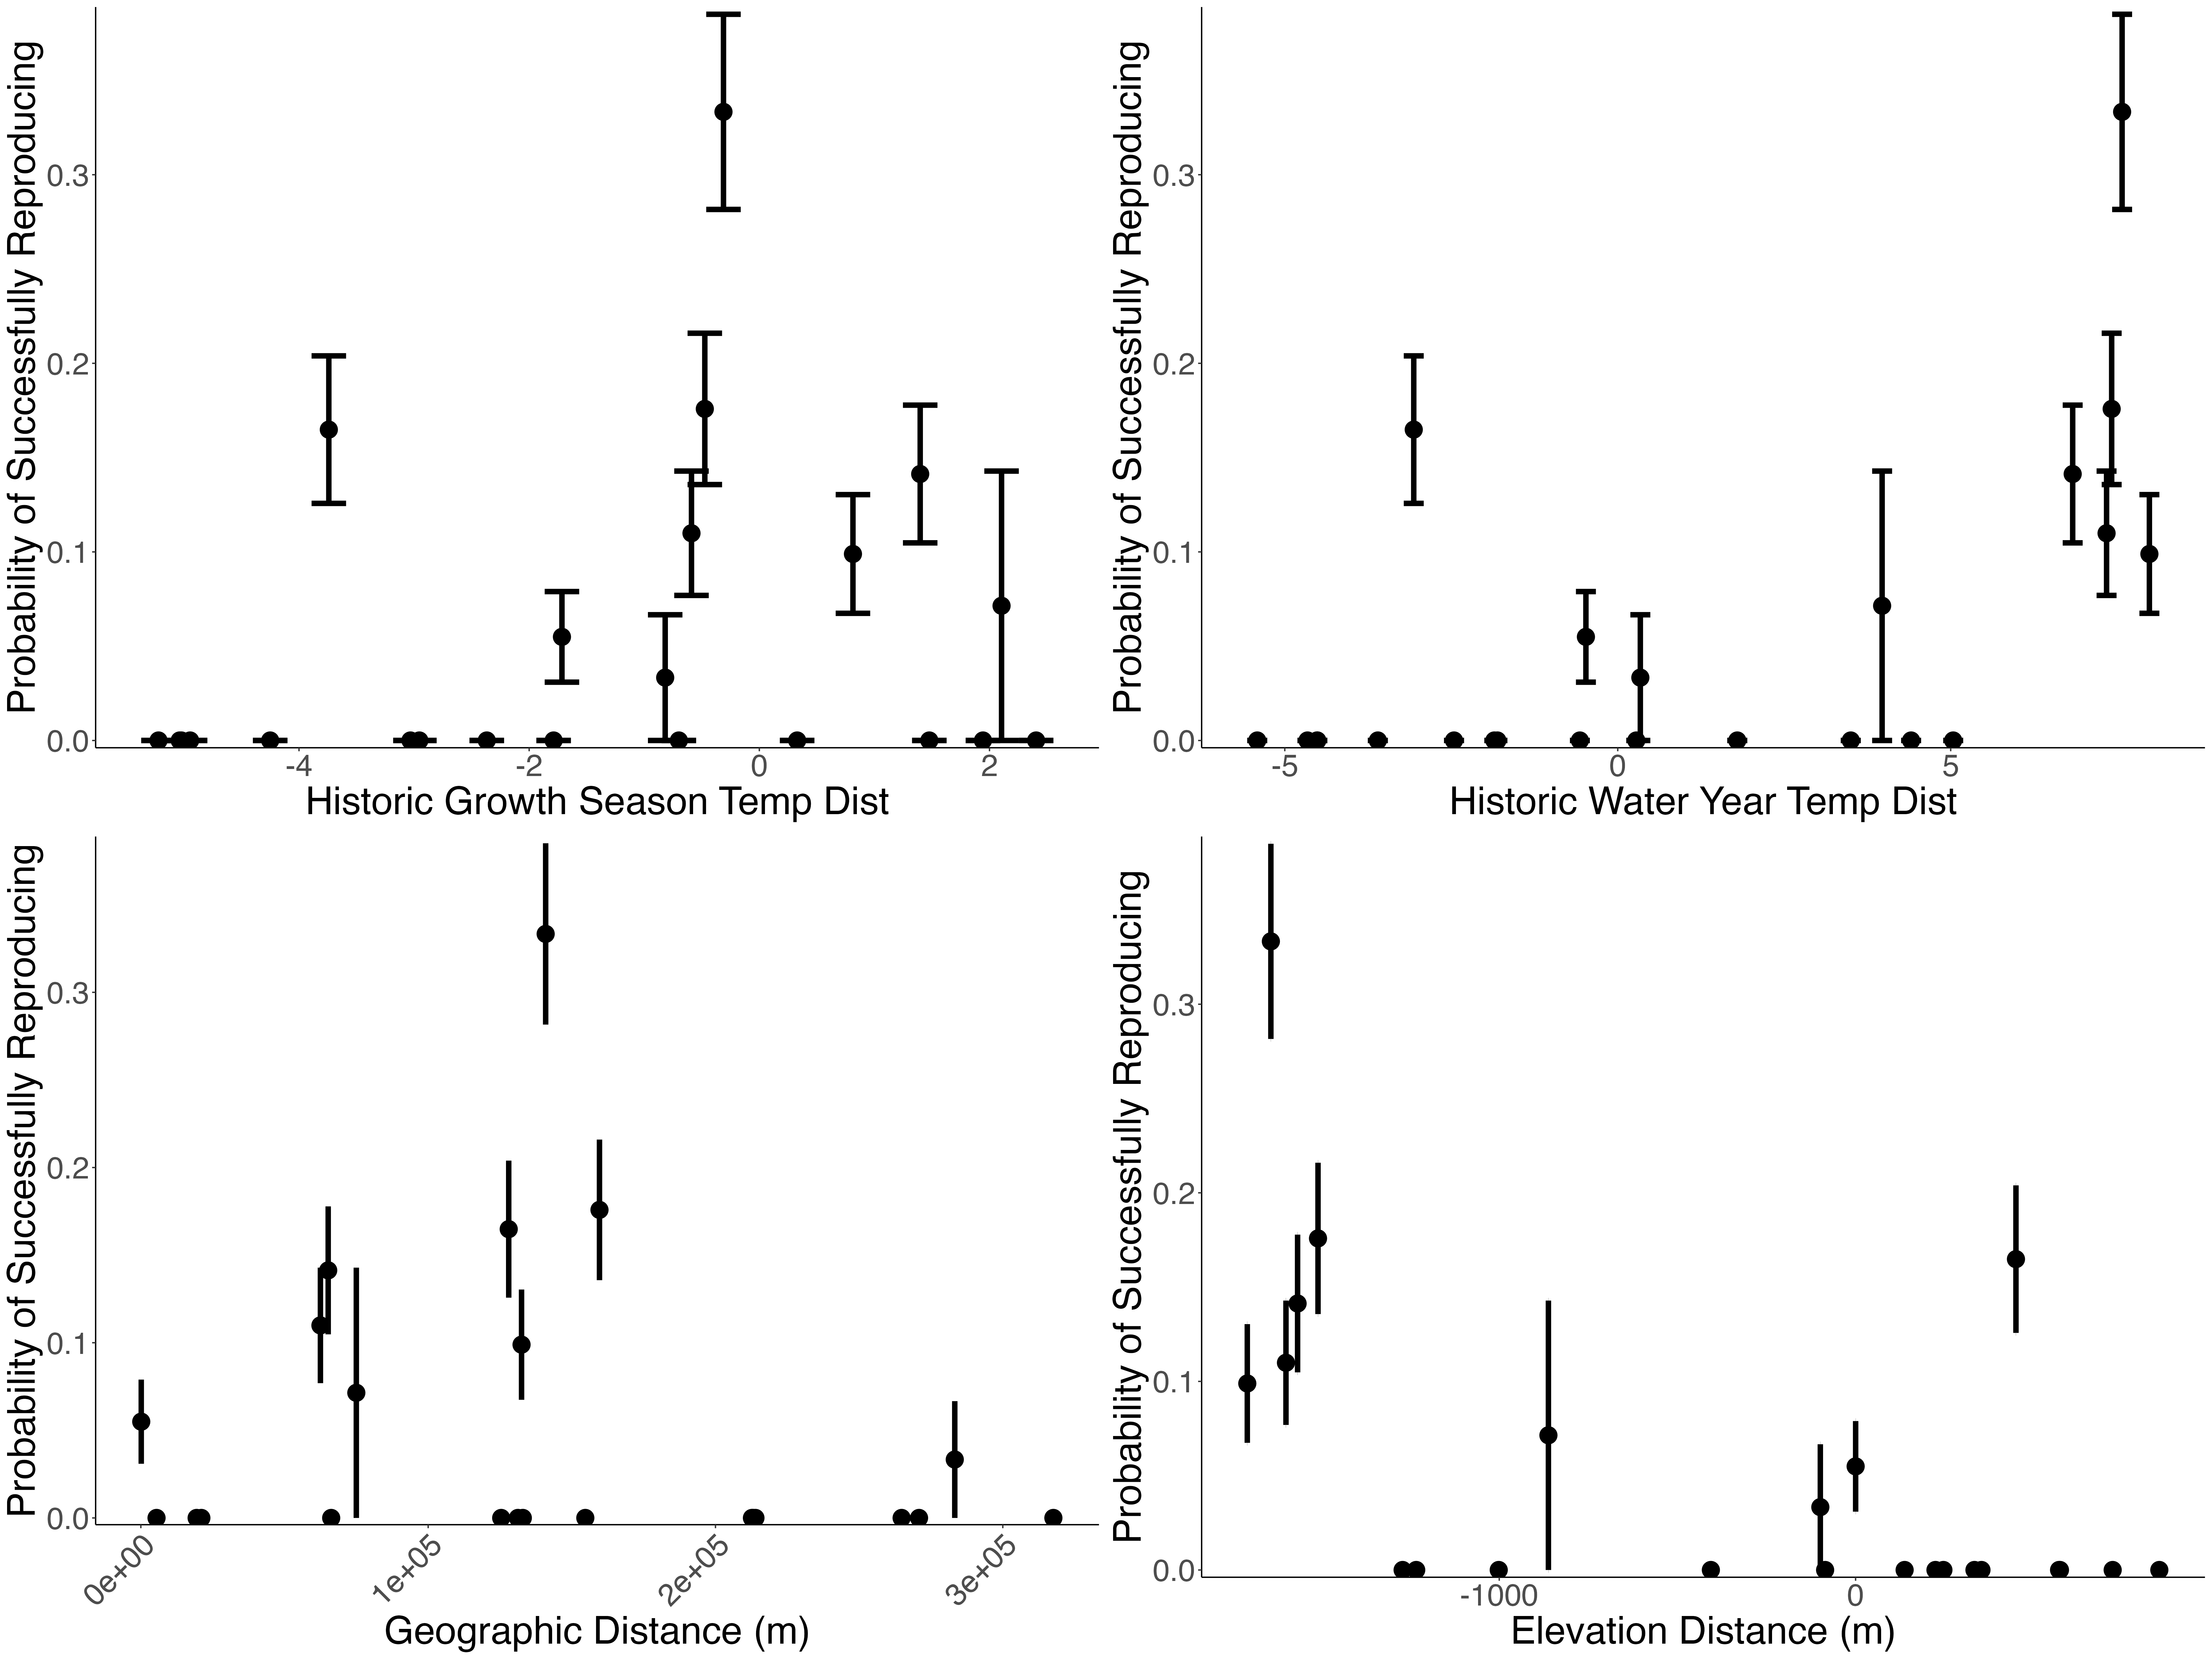 Probability of Successfully Reproducing
0.3
0.2
0.1
0.0
-4 -2 0 2
Historic Growth Season Temp Dist
Probability of Successfully Reproducing
0.3
0.2
0.1
0.0
-5 0 5
Historic Water Year Temp Dist
Probability of Successfully Reproducing
0.3
0.2
0.1
0.0
0e+00 1e+05 2e+05 3e+05
Geographic Distance (m)
Probability of Successfully Reproducing
0.3
0.2
0.1
0.0
-1000 0
Elevation Distance (m)